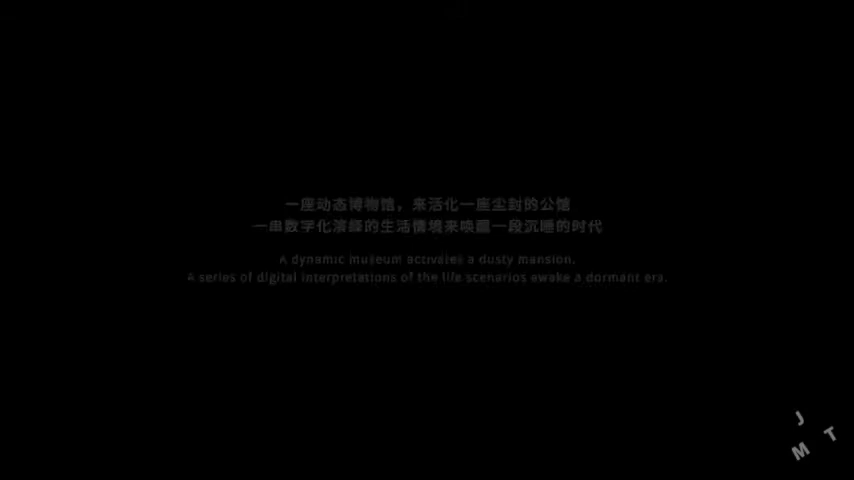 一座动态博物馆，来活化一座尘封的公馆
一串数字化演绎的生活情境来唤醒一段沉睡的时代
A dynamic museum activates a dusty mansion.
A series of digital interpretations of the life scenarios awake a dormant era.
J
M T